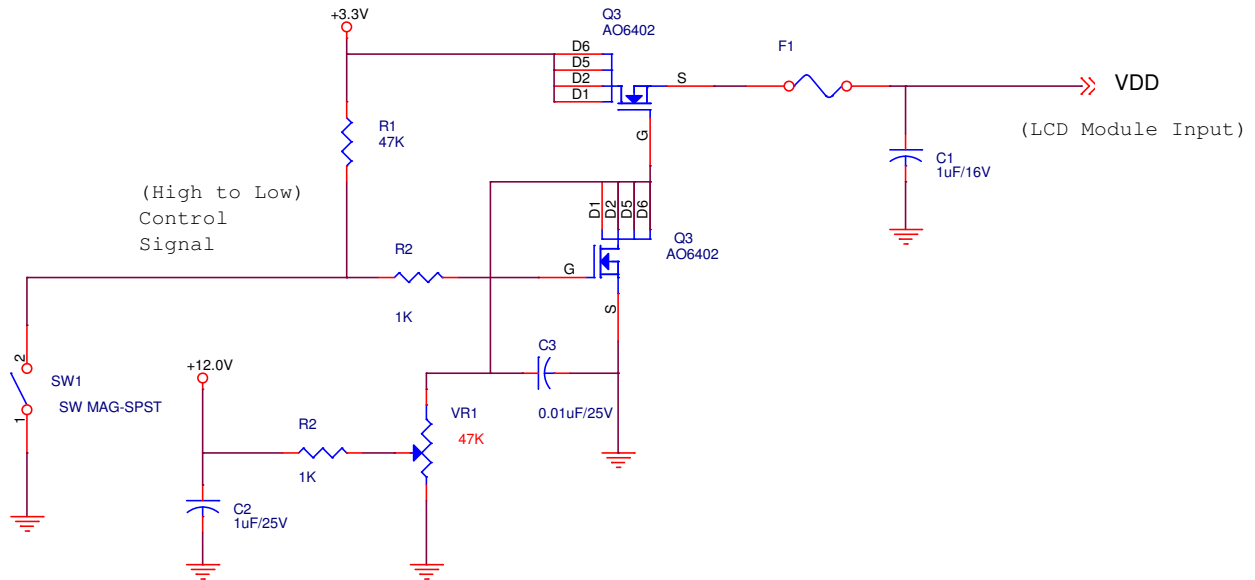 +3.3V
Q3
AO6402
F1
D6
D5
D2
D1
S
VDD
(LCD Module Input)
R1
47K
G
C1
1uF/16V
(High to Low)
Control
Signal
D1
D2
D5
D6
Q3
AO6402
R2
G
1K
S
C3
0.01uF/25V
+12.0V
2
SW1
SW MAG-SPST
1
R2
1K
VR1
47K
C2
1uF/25V